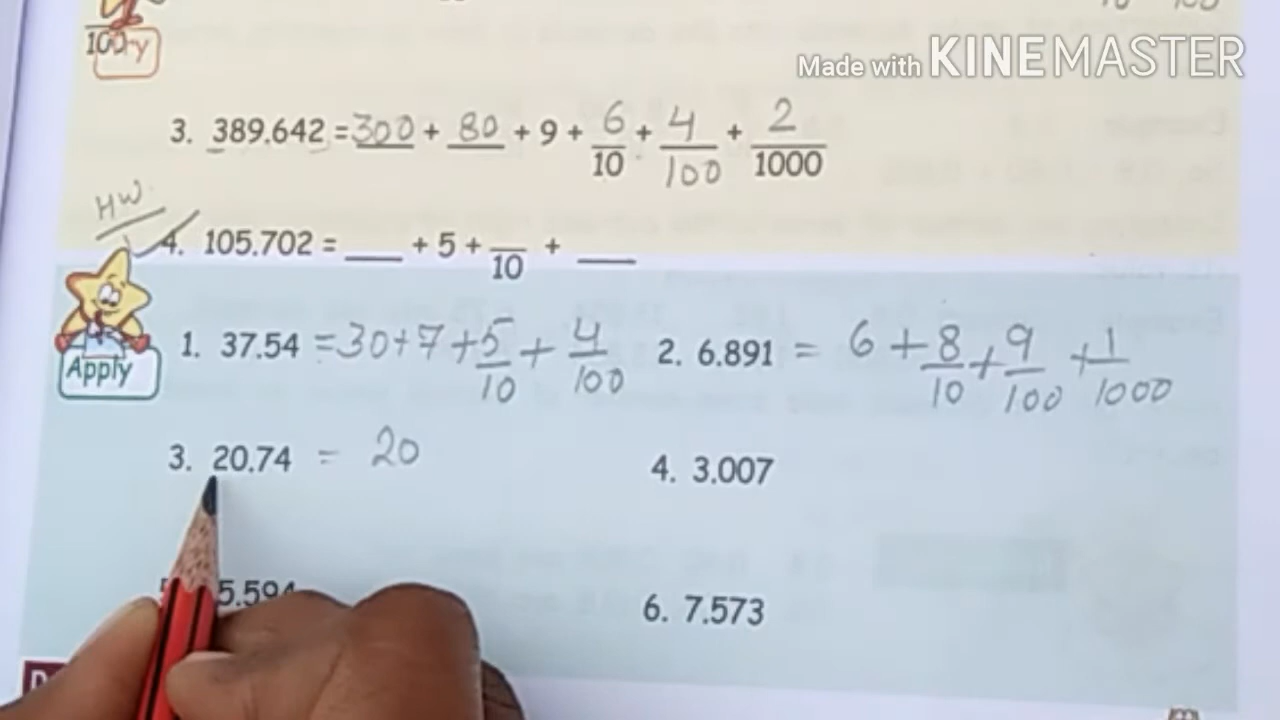 Made with KINEMASTER
100 y
3. 389.642 = 300 + 80 + 9 + 6/10 + 4/100 + 2/1000
HW
4. 105.702 = ___ + 5 + __/10 + ___
Apply
1. 37.54 = 30 + 7 + 5/10 + 4/100
2. 6.891 = 6 + 8/10 + 9/100 + 1/1000
3. 20.74 = 20
4. 3.007
5.594
6. 7.573